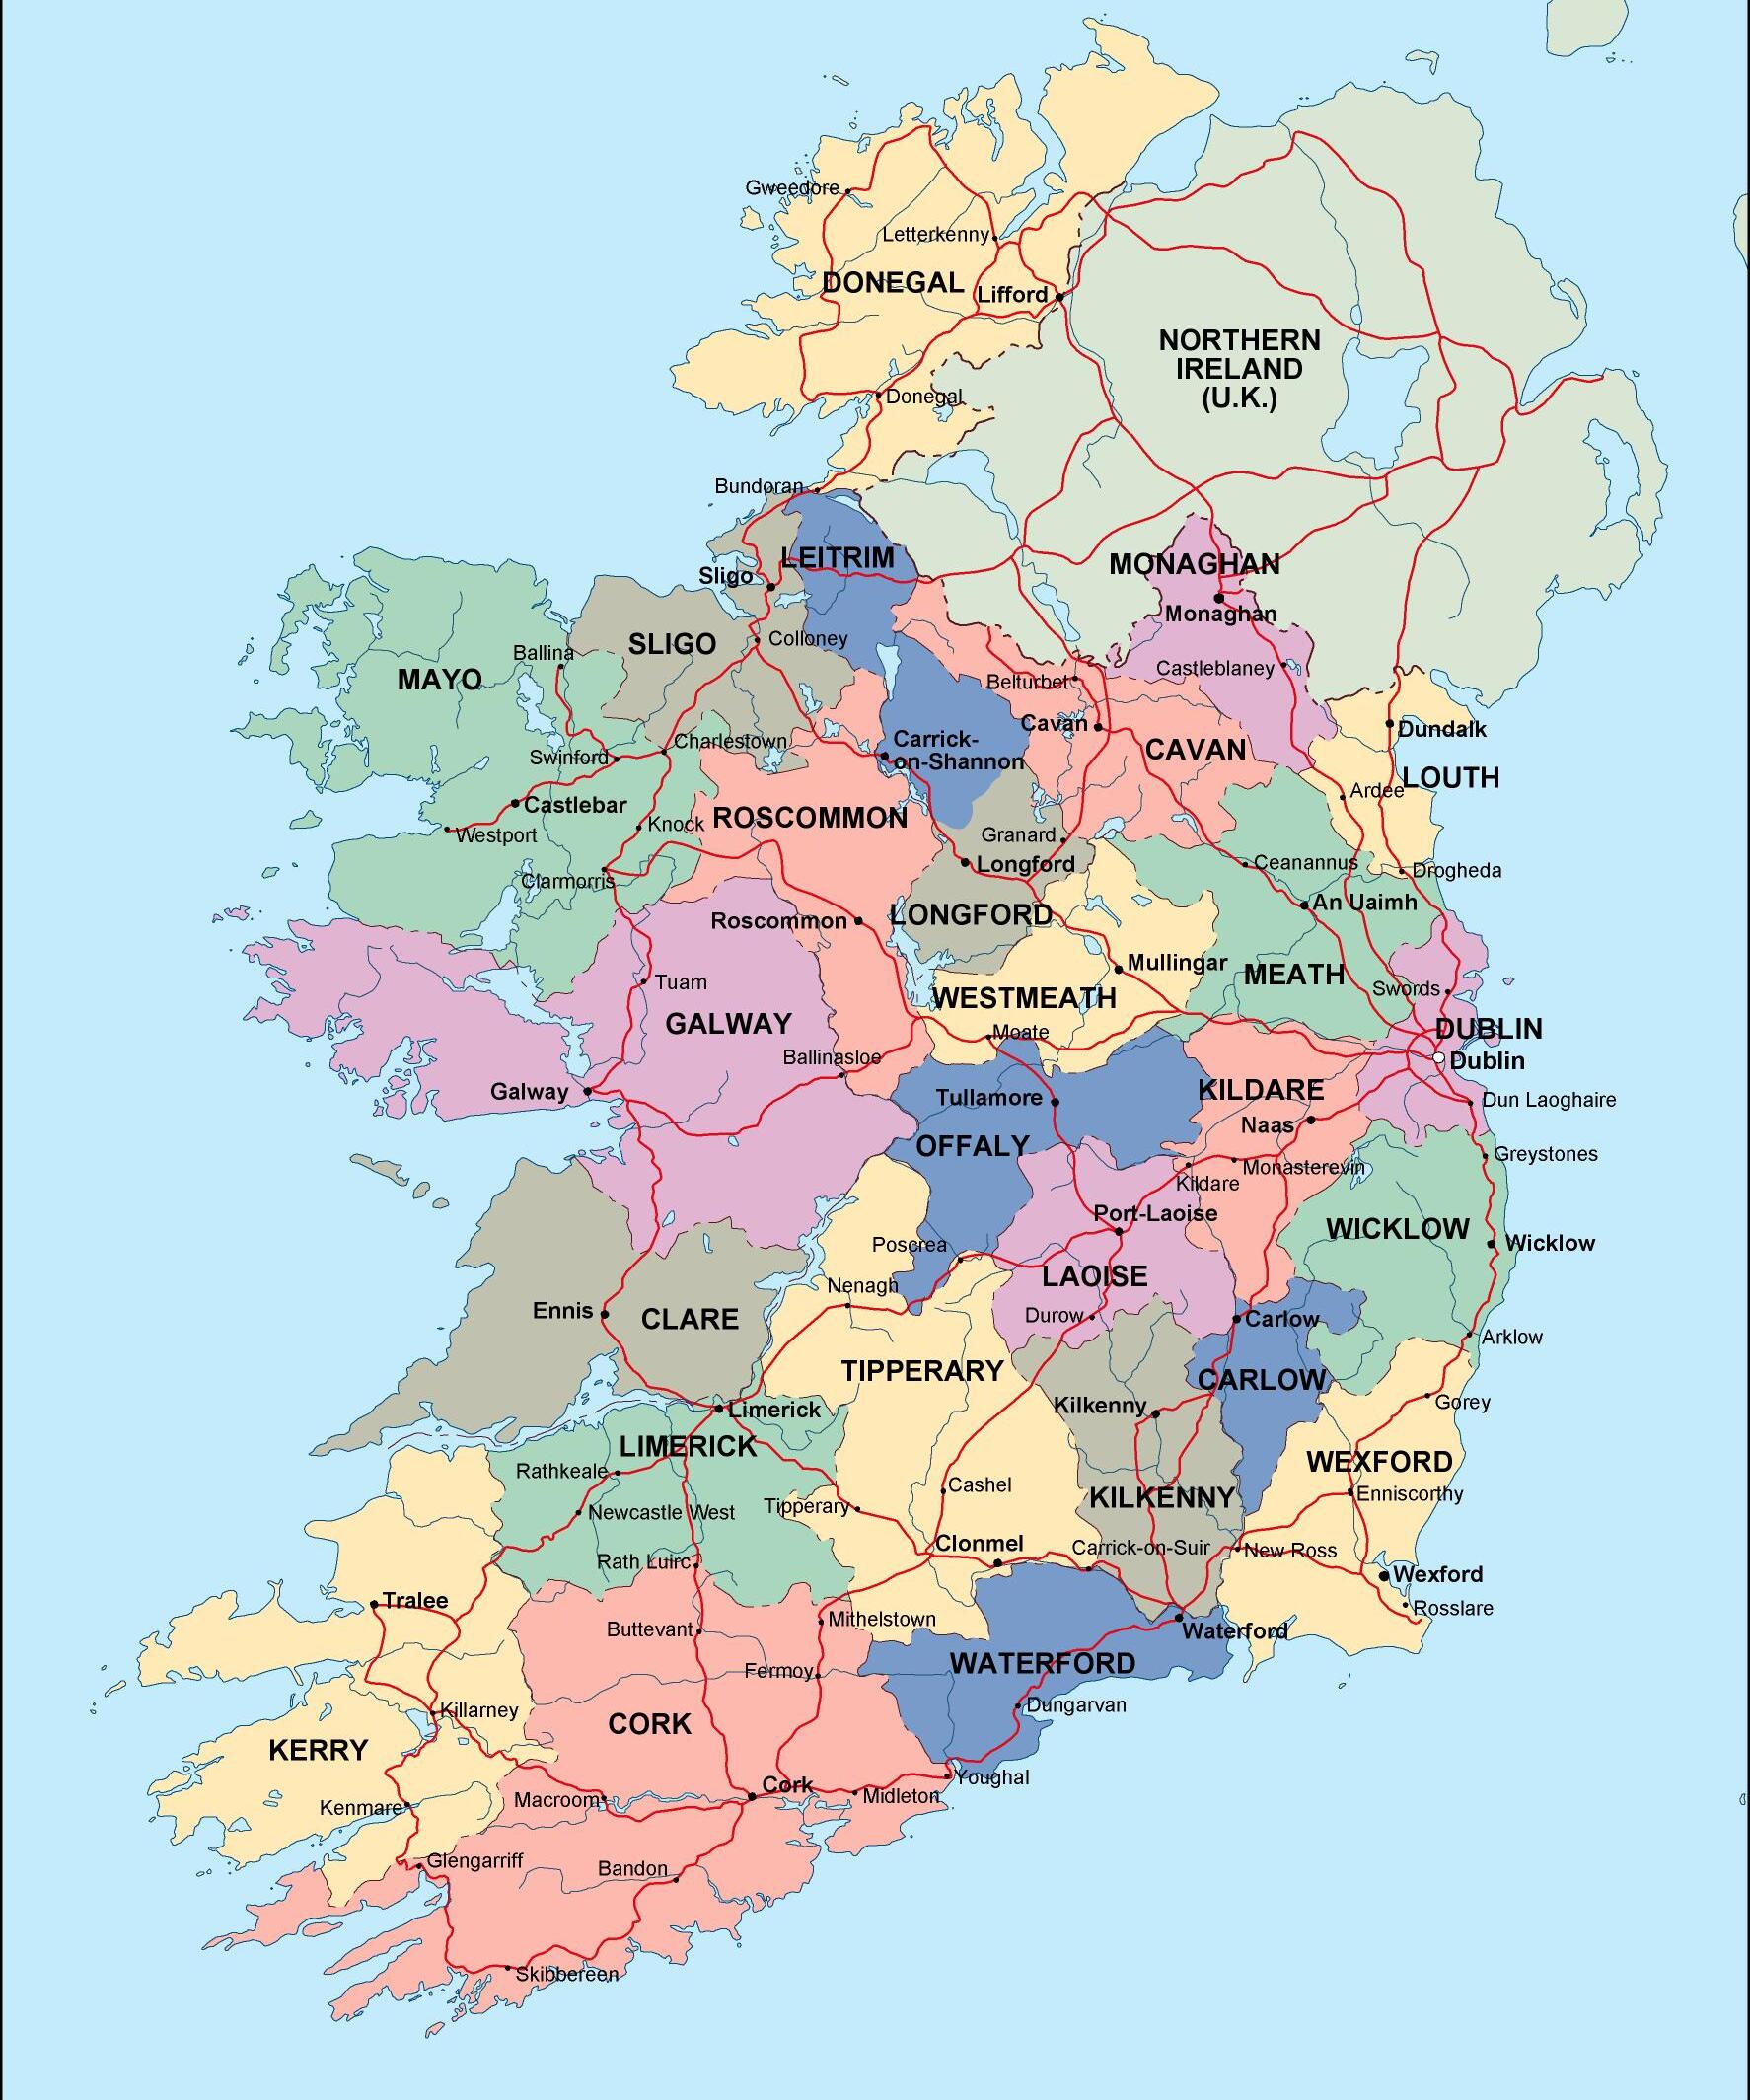 Gweedore
Letterkenny
DONEGAL
Lifford
NORTHERN
IRELAND
(U.K.)
Donegal
Bundoran
LEITRIM
MONAGHAN
Sligo
Monaghan
SLIGO
Colloney
Ballina
Castleblaney
MAYO
Belturbet
Cavan
Dundalk
Carrick-
on-Shannon
Charlestown
CAVAN
Swinford
LOUTH
Ardee
Castlebar
ROSCOMMON
Knock
Westport
Granard
Longford
Ceanannus
Drogheda
Clarmorris
An Uaimh
LONGFORD
Roscommon
Mullingar
MEATH
Tuam
Swords
WESTMEATH
GALWAY
Moate
DUBLIN
Ballinasloe
Dublin
Galway
KILDARE
Tullamore
Dun Laoghaire
Naas
OFFALY
Greystones
Monasterevin
Kildare
Port-Laoise
WICKLOW
Wicklow
Poscrea
LAOISE
Nenagh
Ennis
CLARE
Durow
Carlow
Arklow
TIPPERARY
CARLOW
Kilkenny
Gorey
Limerick
LIMERICK
WEXFORD
Rathkeale
Cashel
Enniscorthy
KILKENNY
Tipperary
Newcastle West
Clonmel
Carrick-on-Suir
New Ross
Rath Luirc
Wexford
Tralee
Rosslare
Mithelstown
Buttevant
Waterford
WATERFORD
Fermoy
Dungarvan
Killarney
CORK
KERRY
Youghal
Cork
Midleton
Macroom
Kenmare
Glengarriff
Bandon
Skibbereen